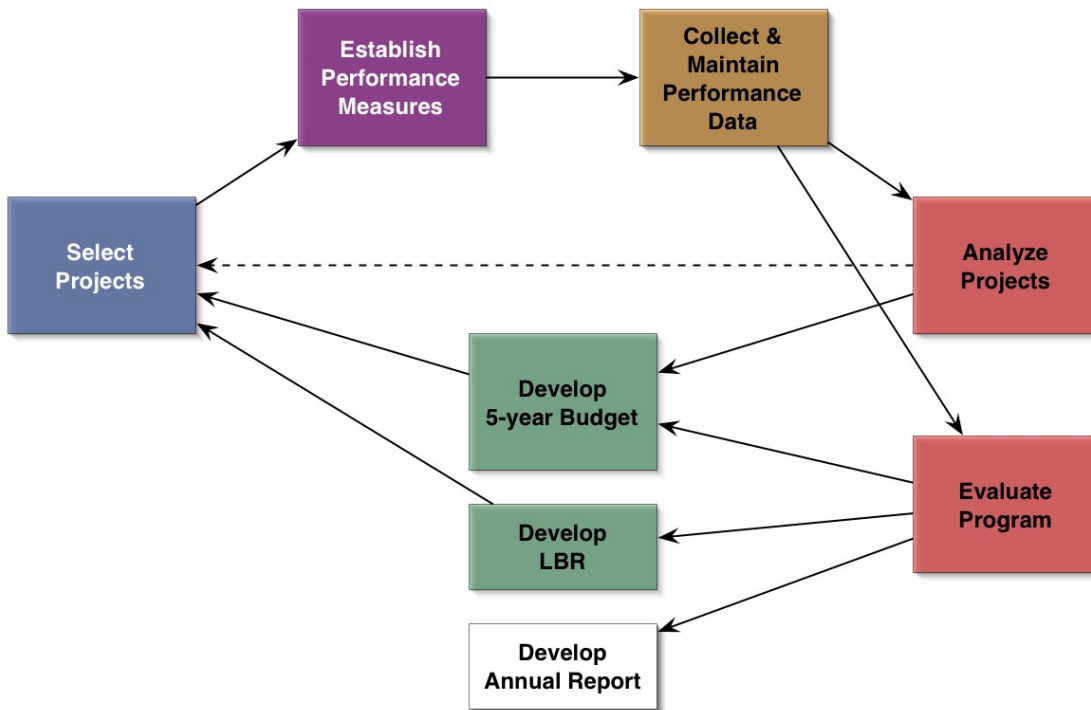 Establish
Performance
Measures
Collect &
Maintain
Performance
Data
Select
Projects
Analyze
Projects
Develop
5-year Budget
Evaluate
Program
Develop
LBR
Develop
Annual Report